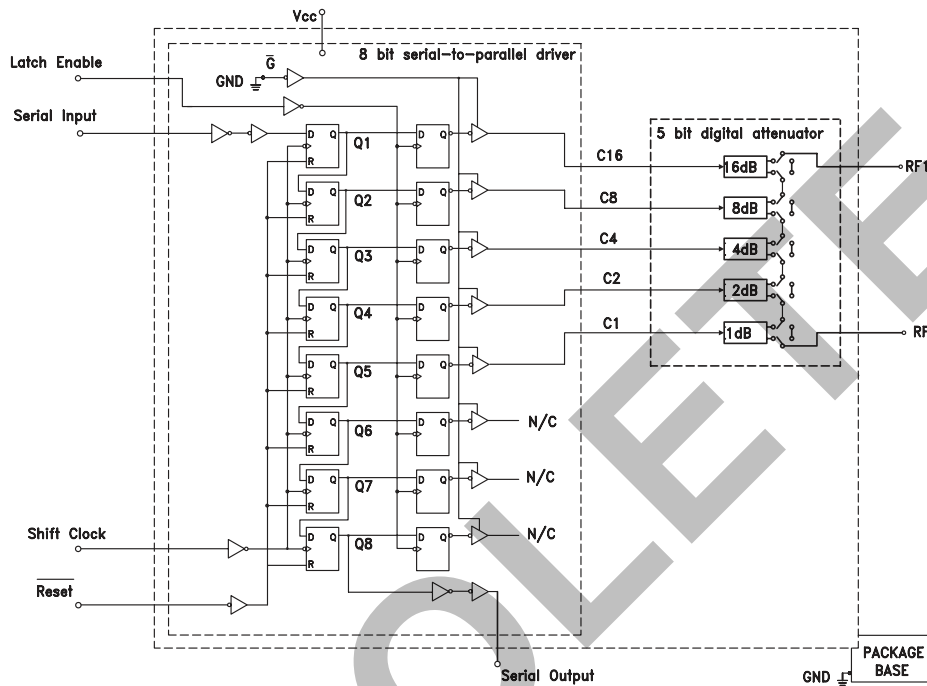 Vcc
8 bit serial-to-parallel driver
Latch Enable
G
GND
Serial Input
D Q
R
Q1
D Q
C16
5 bit digital attenuator
16dB
RF1
D Q
R
Q2
D Q
C8
8dB
D Q
R
Q3
D Q
C4
4dB
D Q
R
Q4
D Q
C2
2dB
D Q
R
Q5
D Q
C1
1dB
RF
D Q
R
Q6
D Q
N/C
D Q
R
Q7
D Q
N/C
D Q
R
Q8
D Q
N/C
Shift Clock
Reset
Serial Output
GND
PACKAGE
BASE
OLETE